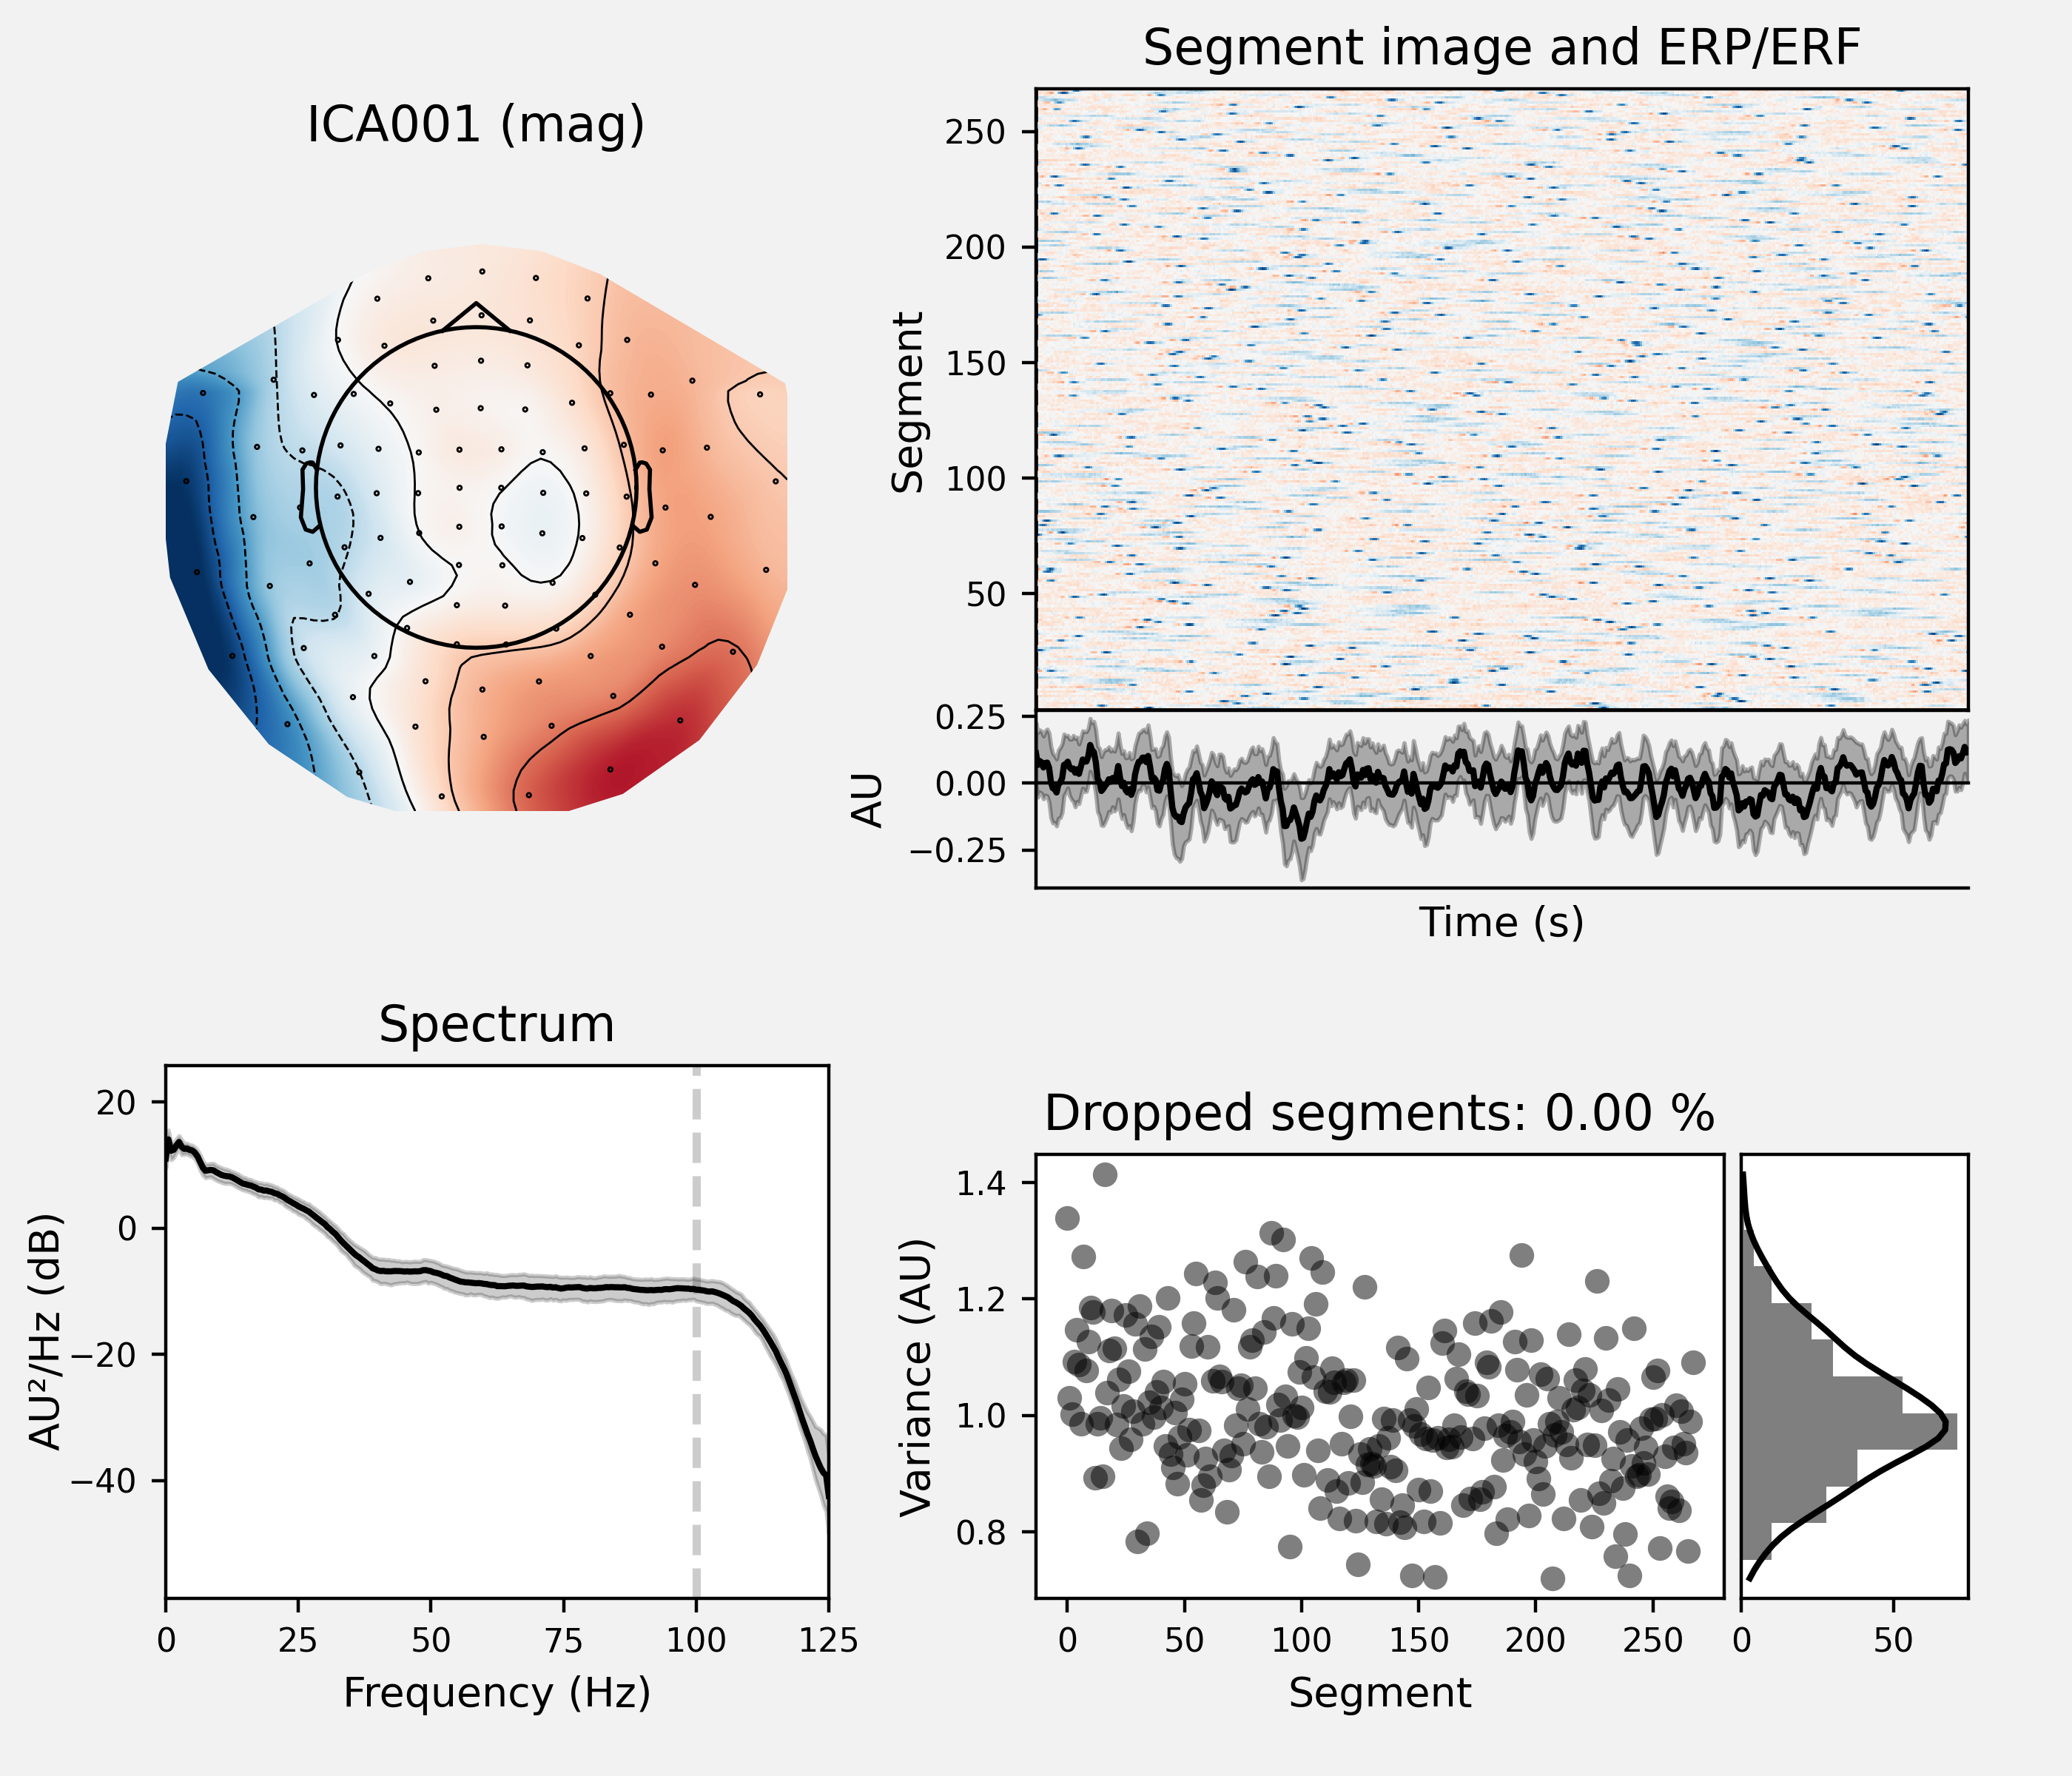 Segment image and ERP/ERF
ICA001 (mag)
250
200
150
100
50
Segment
0.25
0.00
−0.25
AU
Time (s)
Spectrum
20
0
−20
−40
AU²/Hz (dB)
0 25 50 75 100 125
Frequency (Hz)
Dropped segments: 0.00 %
1.4
1.2
1.0
0.8
Variance (AU)
0 50 100 150 200 250
Segment
0 50